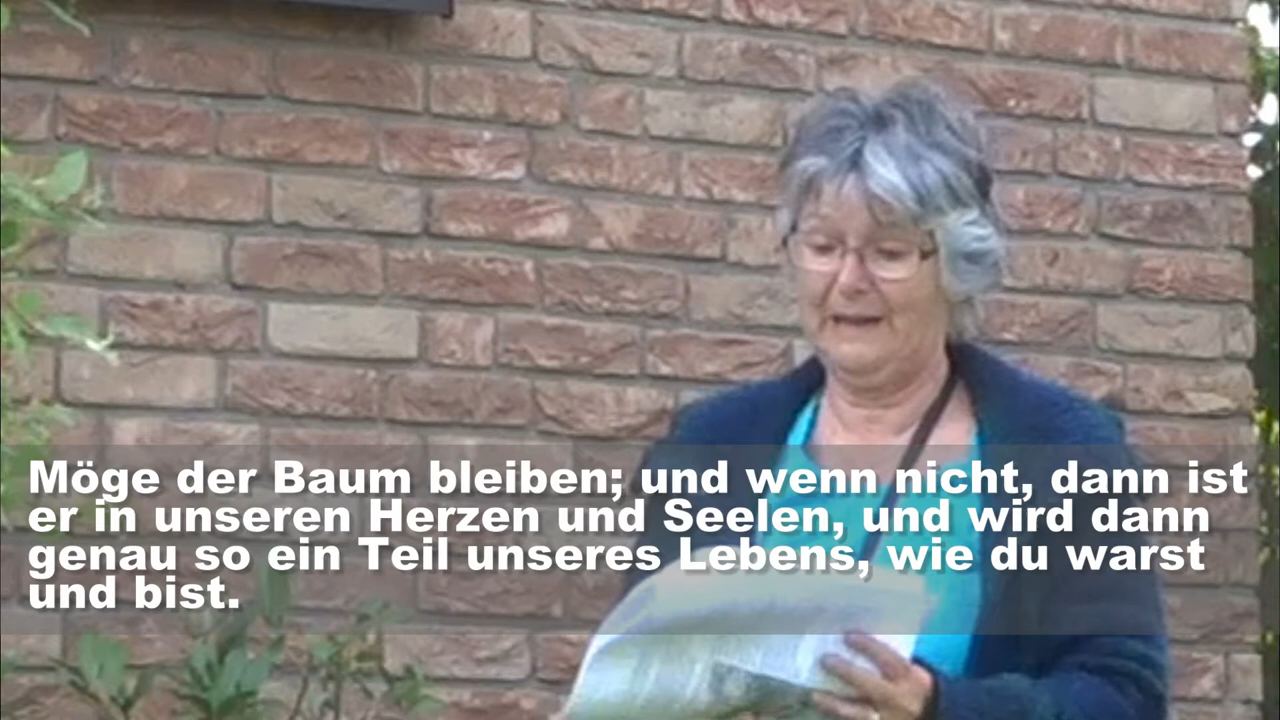 Möge der Baum bleiben; und wenn nicht, dann ist
er in unseren Herzen und Seelen, und wird dann
genau so ein Teil unseres Lebens, wie du warst
und bist.